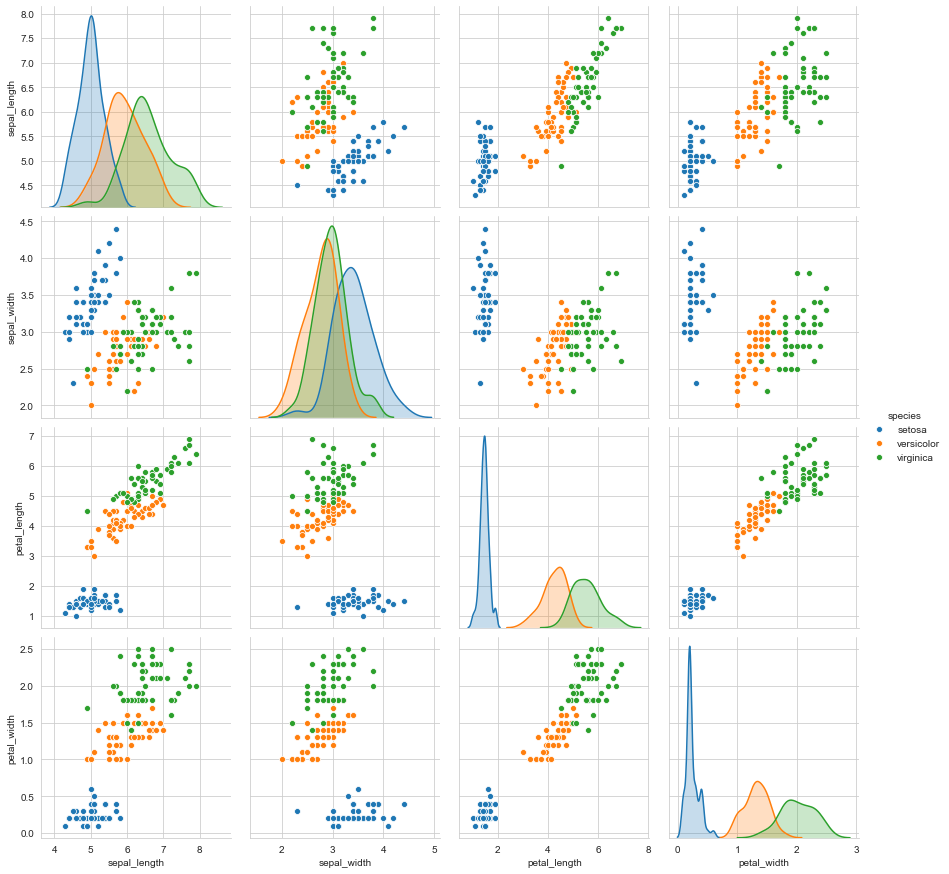 8.0
7.5
7.0
6.5
6.0
5.5
5.0
4.5
sepal_length
4.5
4.0
3.5
3.0
2.5
2.0
sepal_width
species
setosa
versicolor
virginica
7
6
5
4
3
2
1
petal_length
2.5
2.0
1.5
1.0
0.5
0.0
petal_width
4 5 6 7 8
sepal_length
2 3 4 5
sepal_width
2 4 6 8
petal_length
0 1 2 3
petal_width